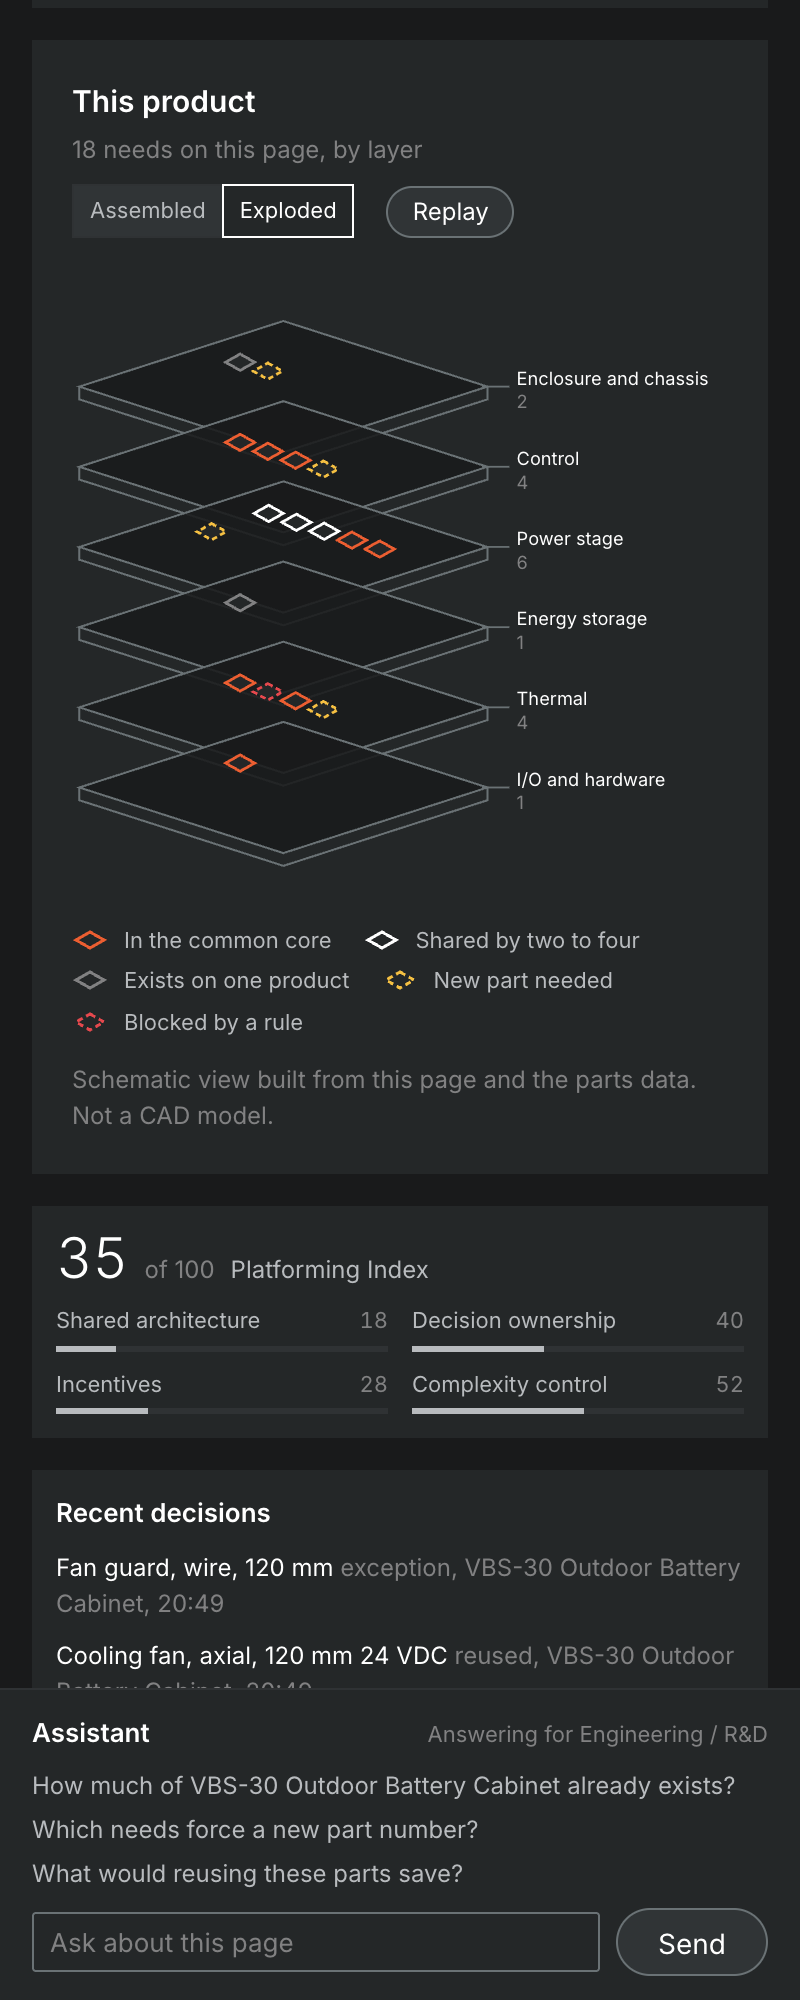 This product
18 needs on this page, by layer
Assembled
Exploded
Replay
Enclosure and chassis
2
Control
4
Power stage
6
Energy storage
1
Thermal
4
I/O and hardware
1
In the common core
Shared by two to four
Exists on one product
New part needed
Blocked by a rule
Schematic view built from this page and the parts data.
Not a CAD model.
35 of 100 Platforming Index
Shared architecture 18
Decision ownership 40
Incentives 28
Complexity control 52
Recent decisions
Fan guard, wire, 120 mm exception, VBS-30 Outdoor Battery
Cabinet, 20:49
Cooling fan, axial, 120 mm 24 VDC reused, VBS-30 Outdoor
Battery Cabinet,
Assistant
Answering for Engineering / R&D
How much of VBS-30 Outdoor Battery Cabinet already exists?
Which needs force a new part number?
What would reusing these parts save?
Ask about this page
Send